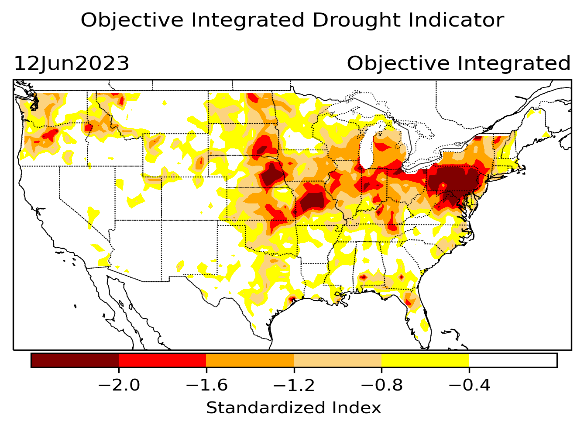 Objective Integrated Drought Indicator
12Jun2023 Objective Integrated
−2.0 −1.6 −1.2 −0.8 −0.4
Standardized Index